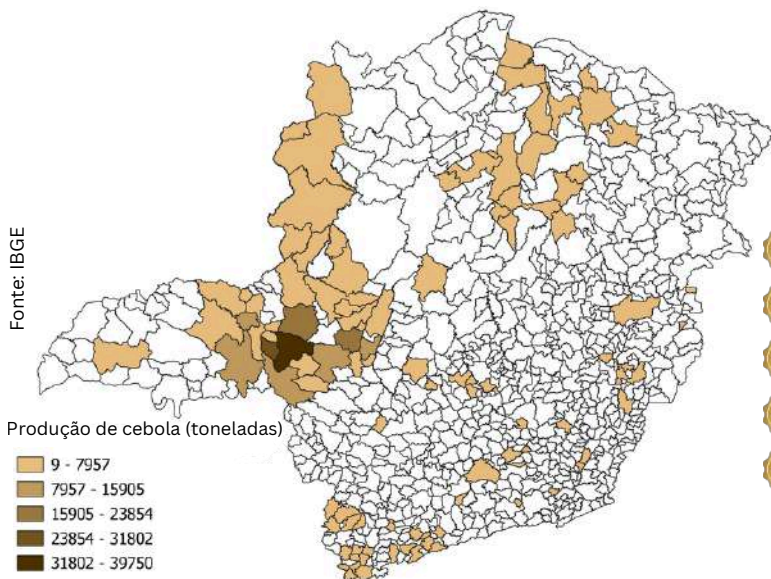 Fonte: IBGE
Produção de cebola (toneladas)
9 - 7957
7957 - 15905
15905 - 23854
23854 - 31802
31802 - 39750